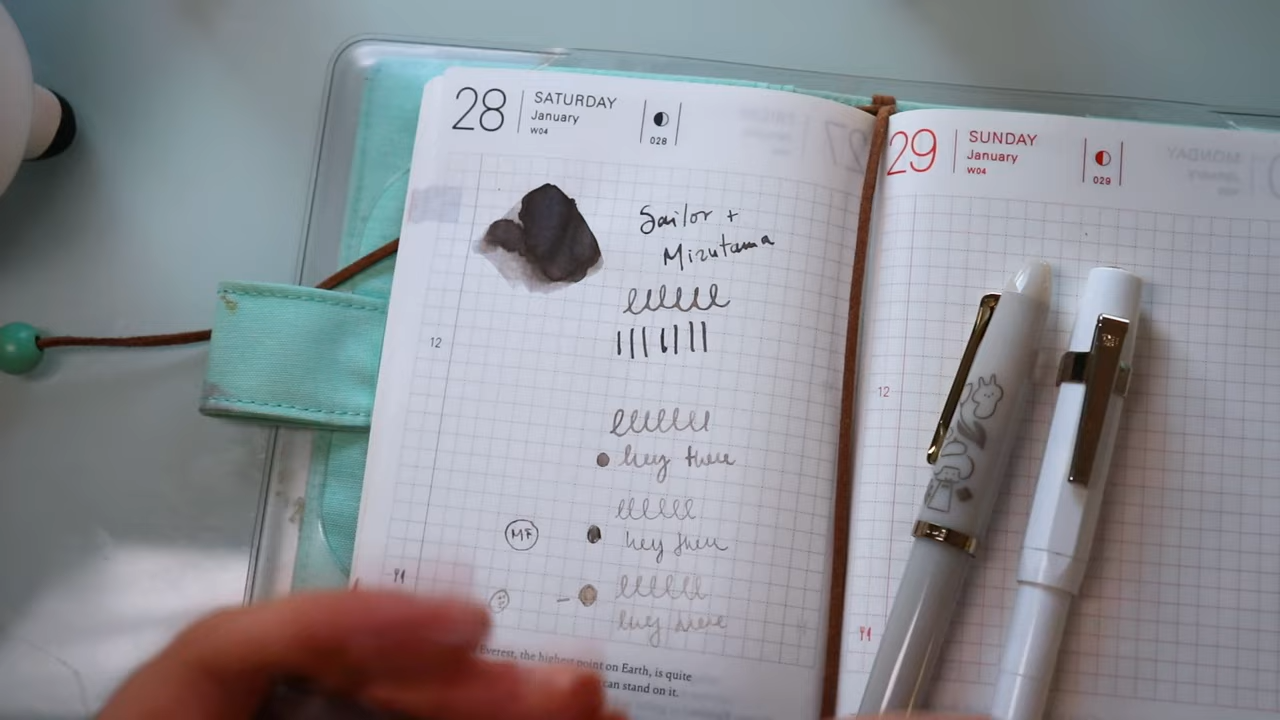 28 SATURDAY
January
W04
028
Sailor +
Mizutama
12
hey there
MF
hey there
hey there
Everest, the highest point on Earth, is quite
can stand on it.
29 SUNDAY
January
W04
029
12